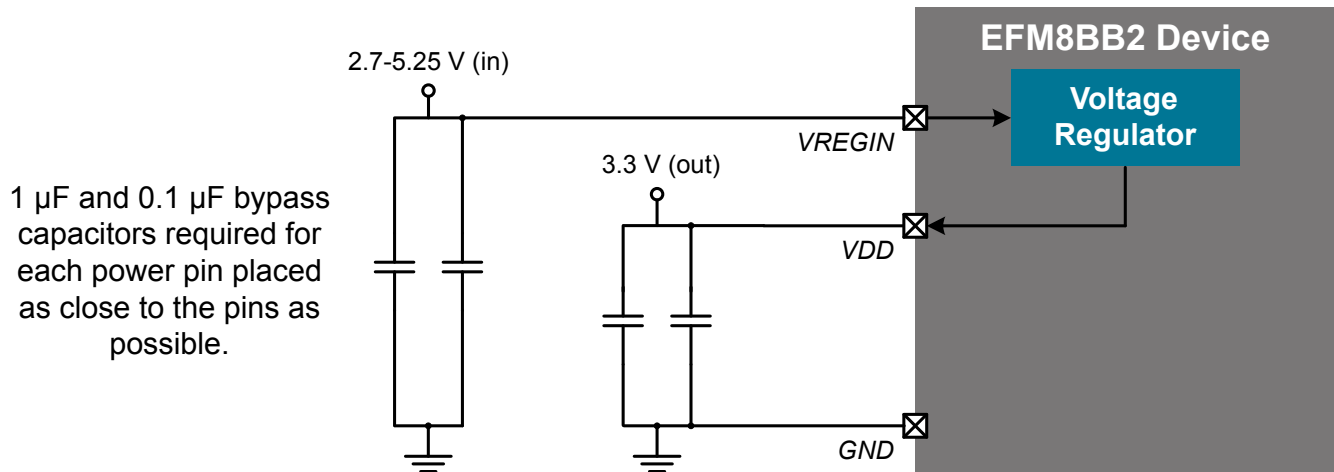 EFM8BB2 Device
2.7-5.25 V (in)
Voltage
Regulator
VREGIN
3.3 V (out)
1 µF and 0.1 µF bypass
capacitors required for
each power pin placed
as close to the pins as
possible.
VDD
GND